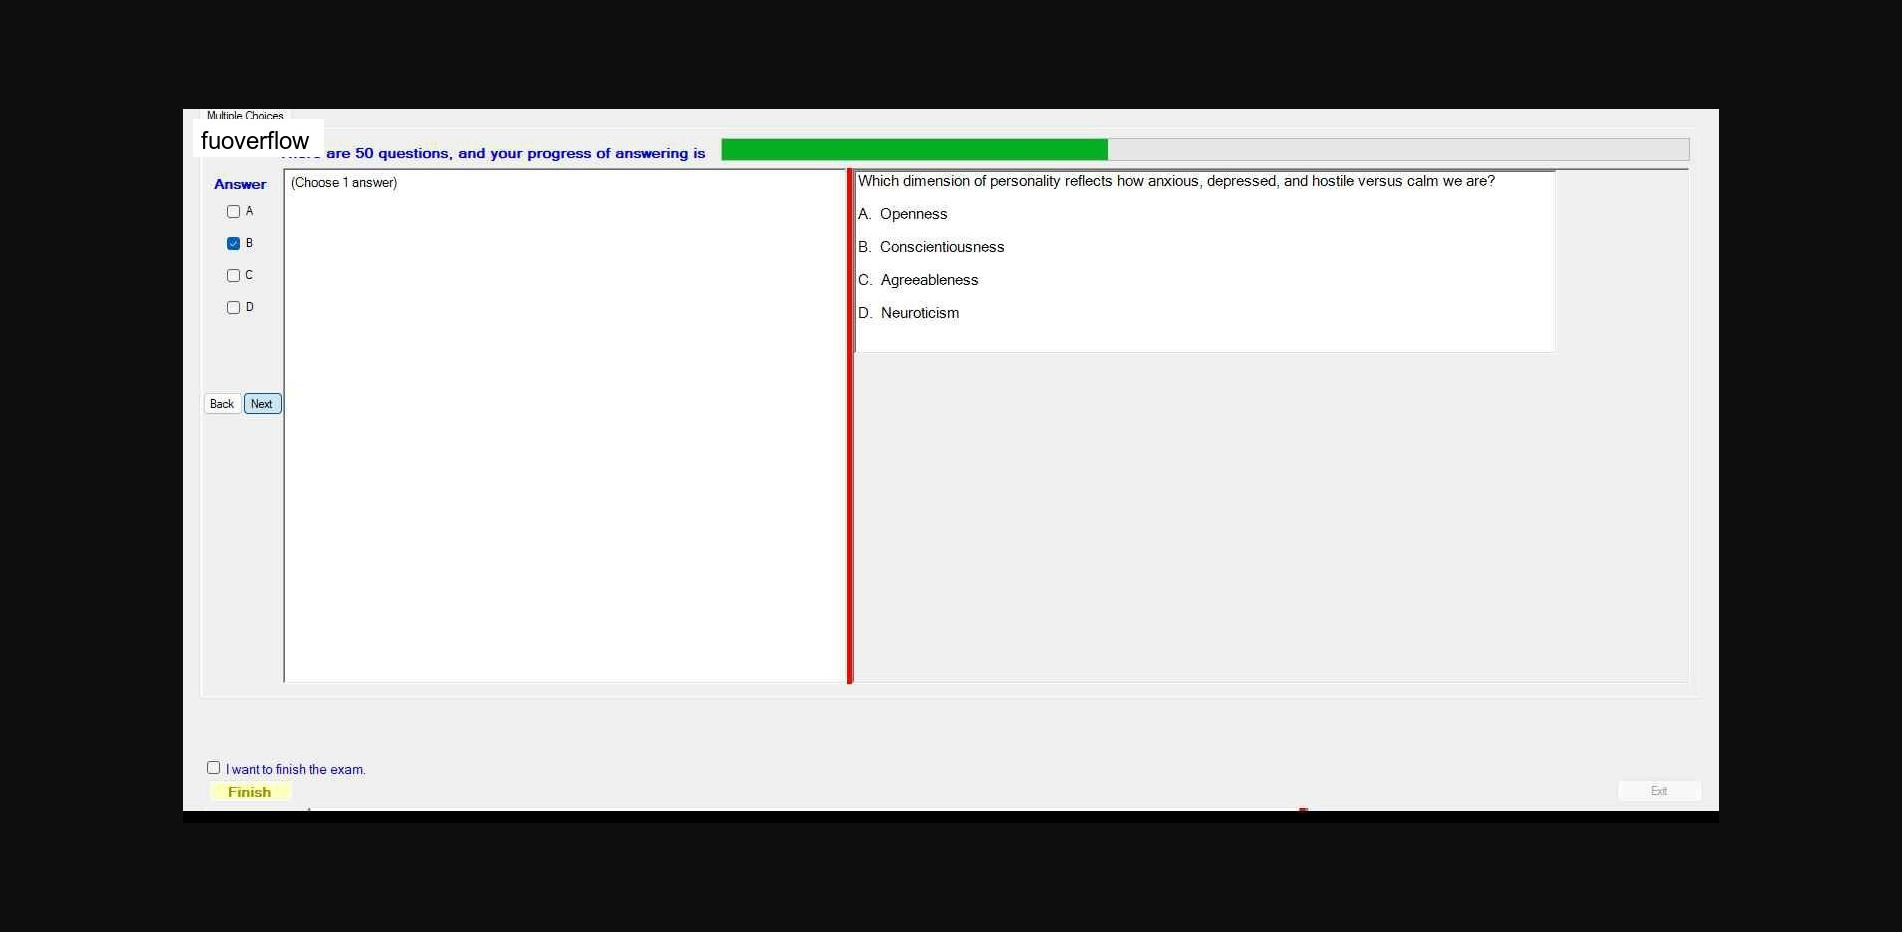 Multiple Choices
fuoverflow
are 50 questions, and your progress of answering is
Answer
(Choose 1 answer)
A
B
C
D
Back
Next
Which dimension of personality reflects how anxious, depressed, and hostile versus calm we are?
A. Openness
B. Conscientiousness
C. Agreeableness
D. Neuroticism
I want to finish the exam.
Finish
Exit